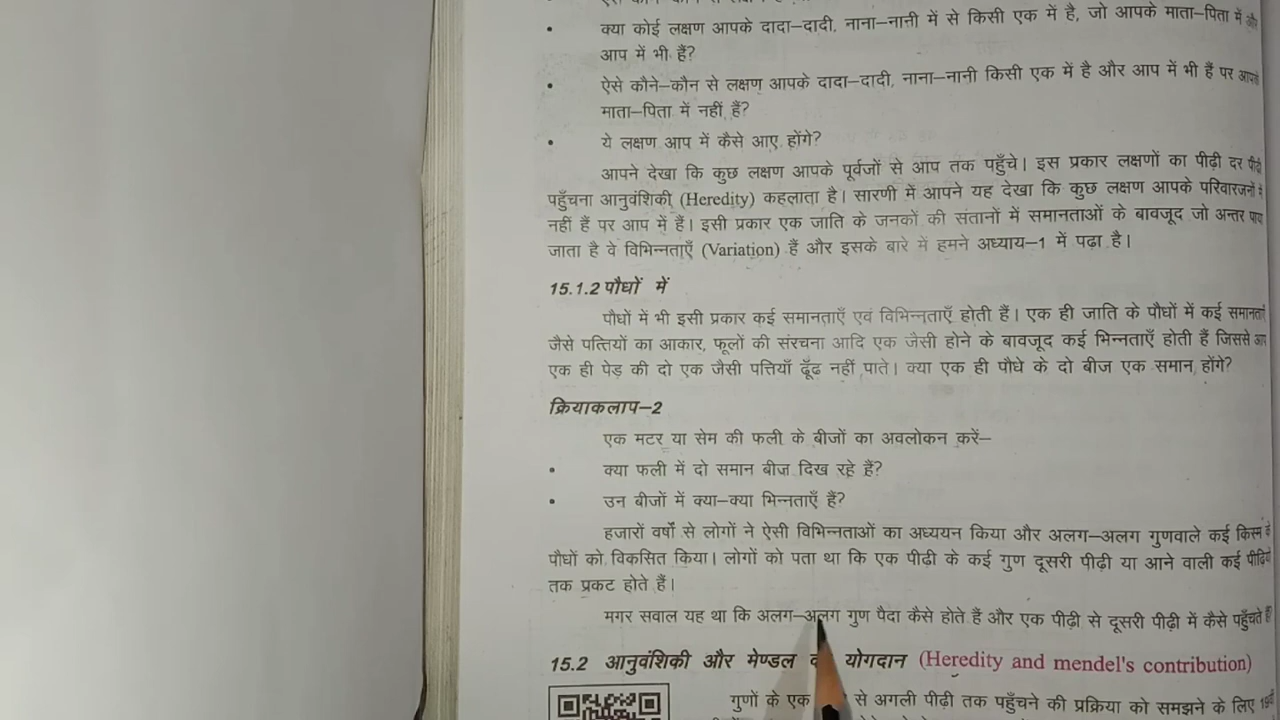 • क्या कोई लक्षण आपके दादा–दादी, नाना–नानी में से किसी एक में है, जो आपके माता–पिता में और
आप में भी हैं?
• ऐसे कौने–कौन से लक्षण आपके दादा–दादी, नाना–नानी किसी एक में है और आप में भी हैं पर आपके
माता–पिता में नहीं हैं?
• ये लक्षण आप में कैसे आए होंगे?
आपने देखा कि कुछ लक्षण आपके पूर्वजों से आप तक पहुँचे। इस प्रकार लक्षणों का पीढ़ी दर पीढ़ी
पहुँचना आनुवंशिकी (Heredity) कहलाता है। सारणी में आपने यह देखा कि कुछ लक्षण आपके परिवारजनों में
नहीं हैं पर आप में हैं। इसी प्रकार एक जाति के जनकों की संतानों में समानताओं के बावजूद जो अन्तर पाया
जाता है वे विभिन्नताएँ (Variation) हैं और इसके बारे में हमने अध्याय–1 में पढ़ा है।
15.1.2 पौधों में
पौधों में भी इसी प्रकार कई समानताएँ एवं विभिन्नताएँ होती हैं। एक ही जाति के पौधों में कई समानताएँ
जैसे पत्तियों का आकार, फूलों की संरचना आदि एक जैसी होने के बावजूद कई भिन्नताएँ होती हैं जिससे आप
एक ही पेड़ की दो एक जैसी पत्तियाँ ढूँढ नहीं पाते। क्या एक ही पौधे के दो बीज एक समान होंगे?
क्रियाकलाप–2
एक मटर या सेम की फली के बीजों का अवलोकन करें–
• क्या फली में दो समान बीज दिख रहे हैं?
• उन बीजों में क्या–क्या भिन्नताएँ हैं?
हजारों वर्षों से लोगों ने ऐसी विभिन्नताओं का अध्ययन किया और अलग–अलग गुणवाले कई किस्म के
पौधों को विकसित किया। लोगों को पता था कि एक पीढी के कई गुण दूसरी पीढ़ी या आने वाली कई पीढ़ियों
तक प्रकट होते हैं।
मगर सवाल यह था कि अलग–अलग गुण पैदा कैसे होते हैं और एक पीढ़ी से दूसरी पीढ़ी में कैसे पहुँचते हैं
15.2 आनुवंशिकी और मेण्डल योगदान (Heredity and mendel's contribution)
गुणों के एक से अगली पीढ़ी तक पहुँचने की प्रक्रिया को समझने के लिए